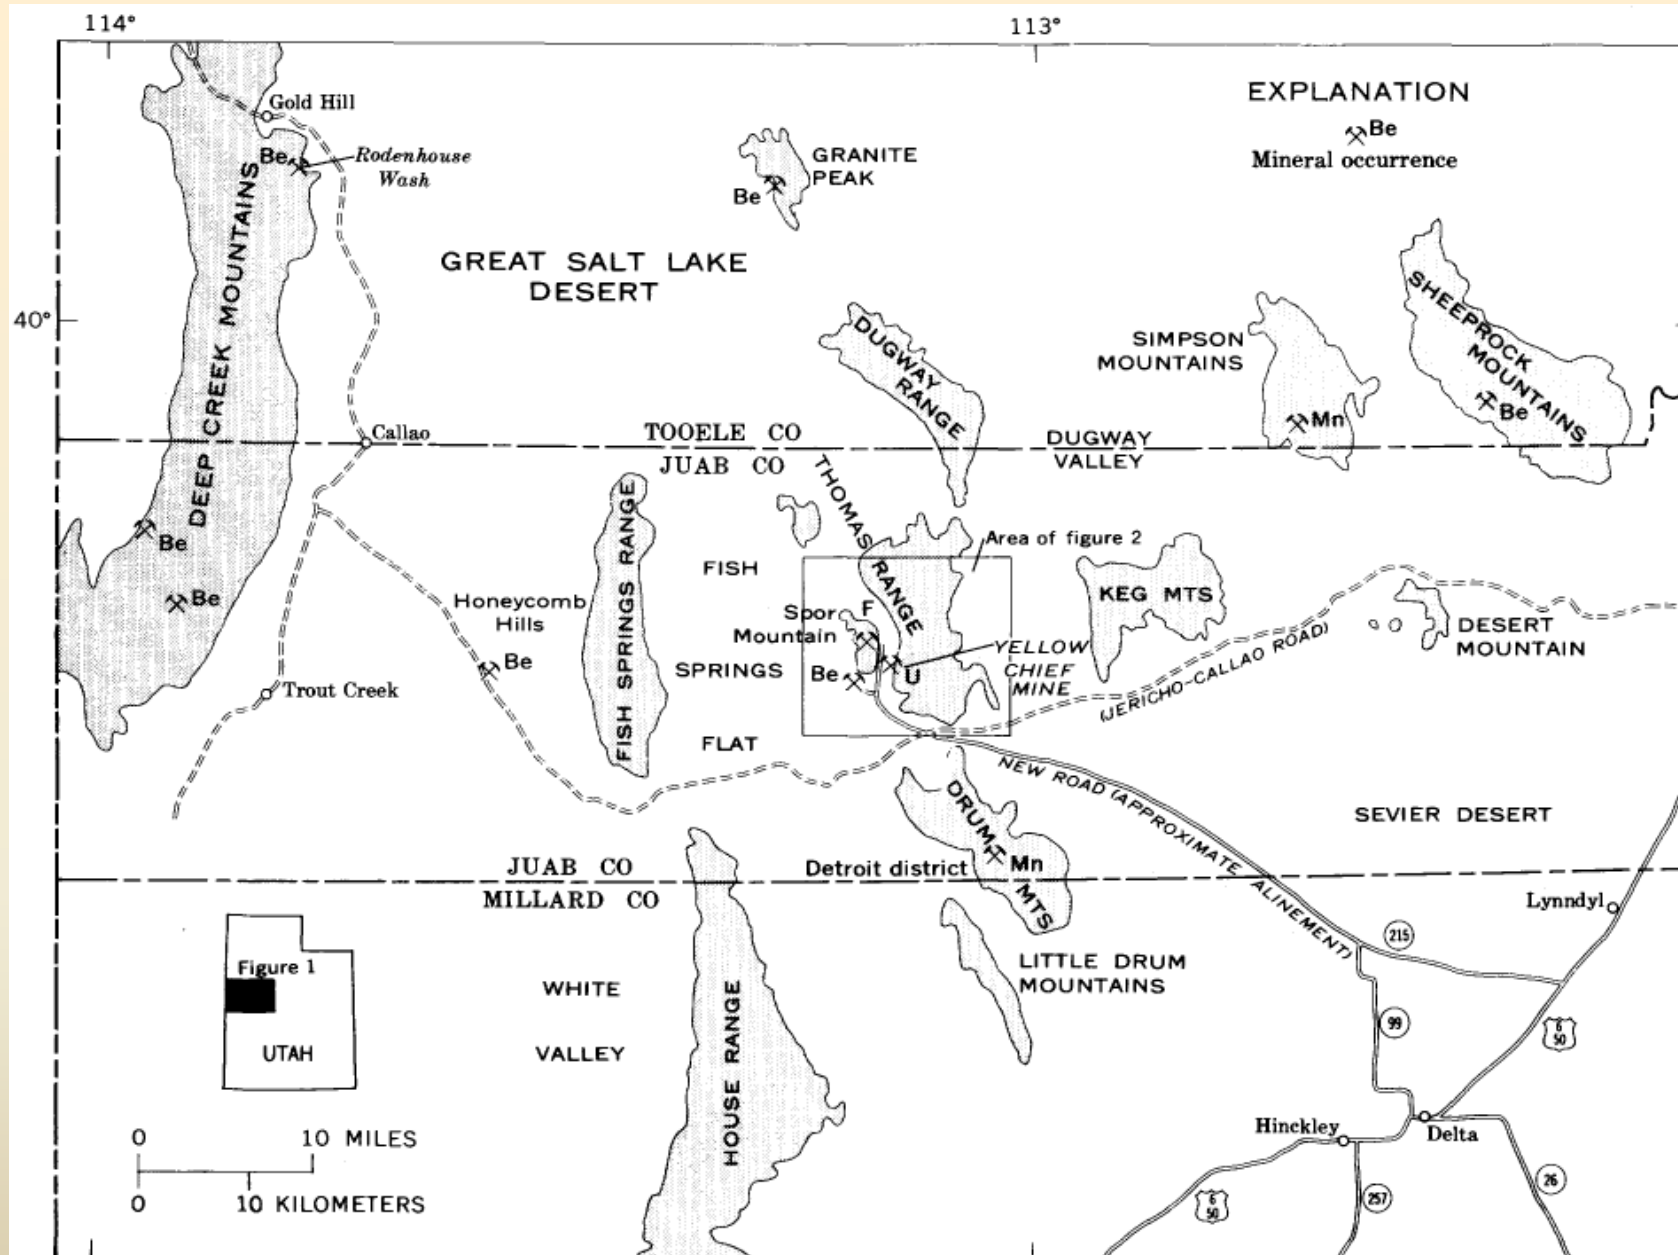 114°
113°
EXPLANATION
Be
Mineral occurrence
Gold Hill
Be
Rodenhouse
Wash
GRANITE
PEAK
Be
GREAT SALT LAKE
DESERT
40°
DEEP CREEK MOUNTAINS
DUGWAY
RANGE
SIMPSON
MOUNTAINS
Mn
SHEEPROCK
MOUNTAINS
Be
Callao
TOOELE CO
JUAB CO
DUGWAY
VALLEY
Be
Be
Honeycomb
Hills
Be
Trout Creek
FISH SPRINGS RANGE
FISH
SPRINGS
FLAT
THOMAS
RANGE
Area of figure 2
Spor
Mountain
F
Be
U
YELLOW
CHIEF
MINE
KEG MTS
(JERICHO-CALLAO ROAD)
DESERT
MOUNTAIN
NEW ROAD (APPROXIMATE ALINEMENT)
SEVIER DESERT
DRUM
MTS
Mn
Detroit district
JUAB CO
MILLARD CO
Lynndyl
215
LITTLE DRUM
MOUNTAINS
Figure 1
UTAH
WHITE
VALLEY
HOUSE RANGE
99
6
50
Hinckley
Delta
6
50
257
26
0 10 MILES
0 10 KILOMETERS